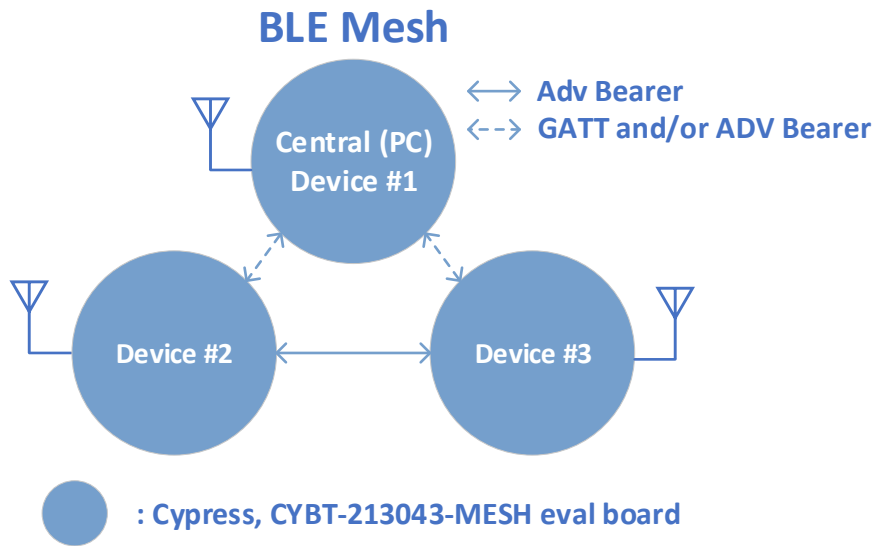 BLE Mesh
Adv Bearer
GATT and/or ADV Bearer
Central (PC)
Device #1
Device #2
Device #3
: Cypress, CYBT-213043-MESH eval board